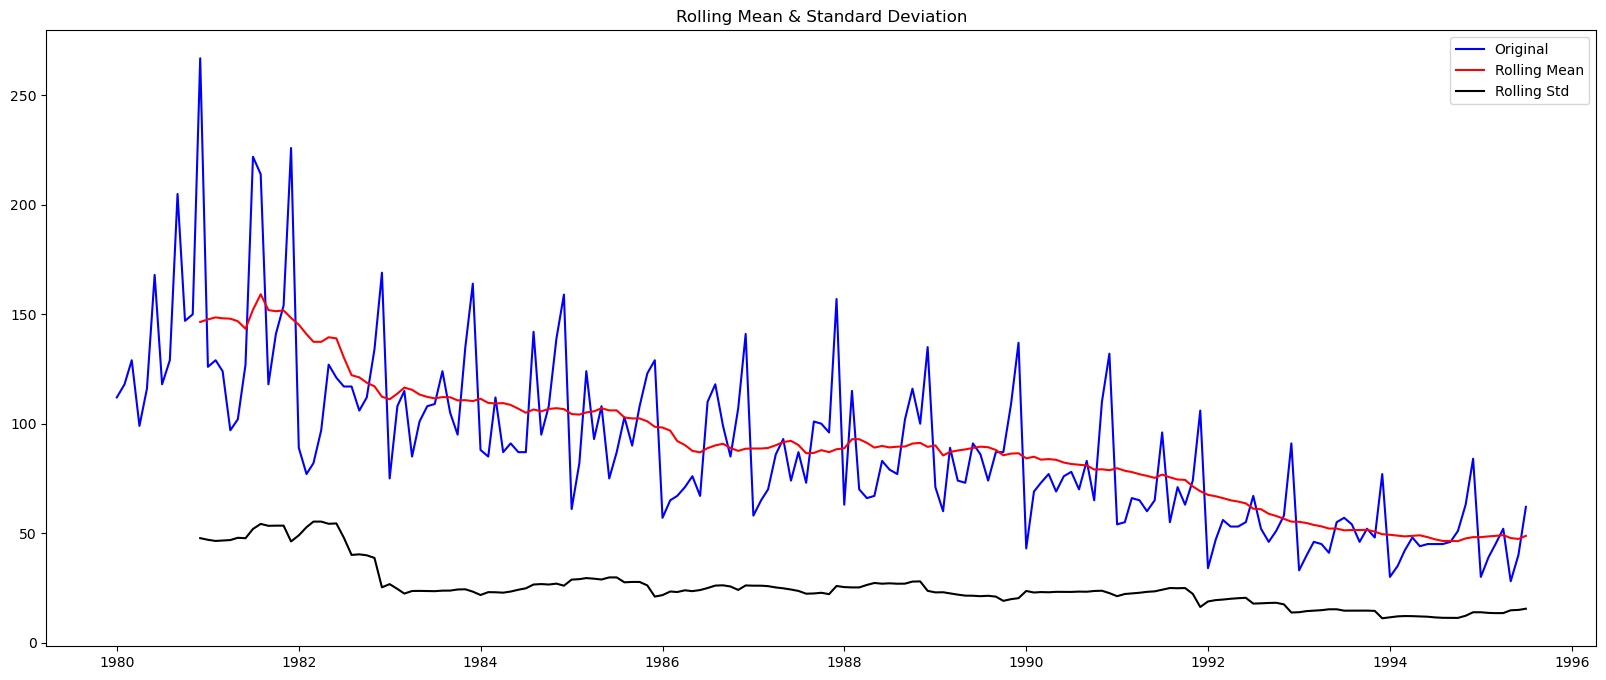 Rolling Mean & Standard Deviation
Original
Rolling Mean
Rolling Std
250
200
150
100
50
0
1980 1982 1984 1986 1988 1990 1992 1994 1996